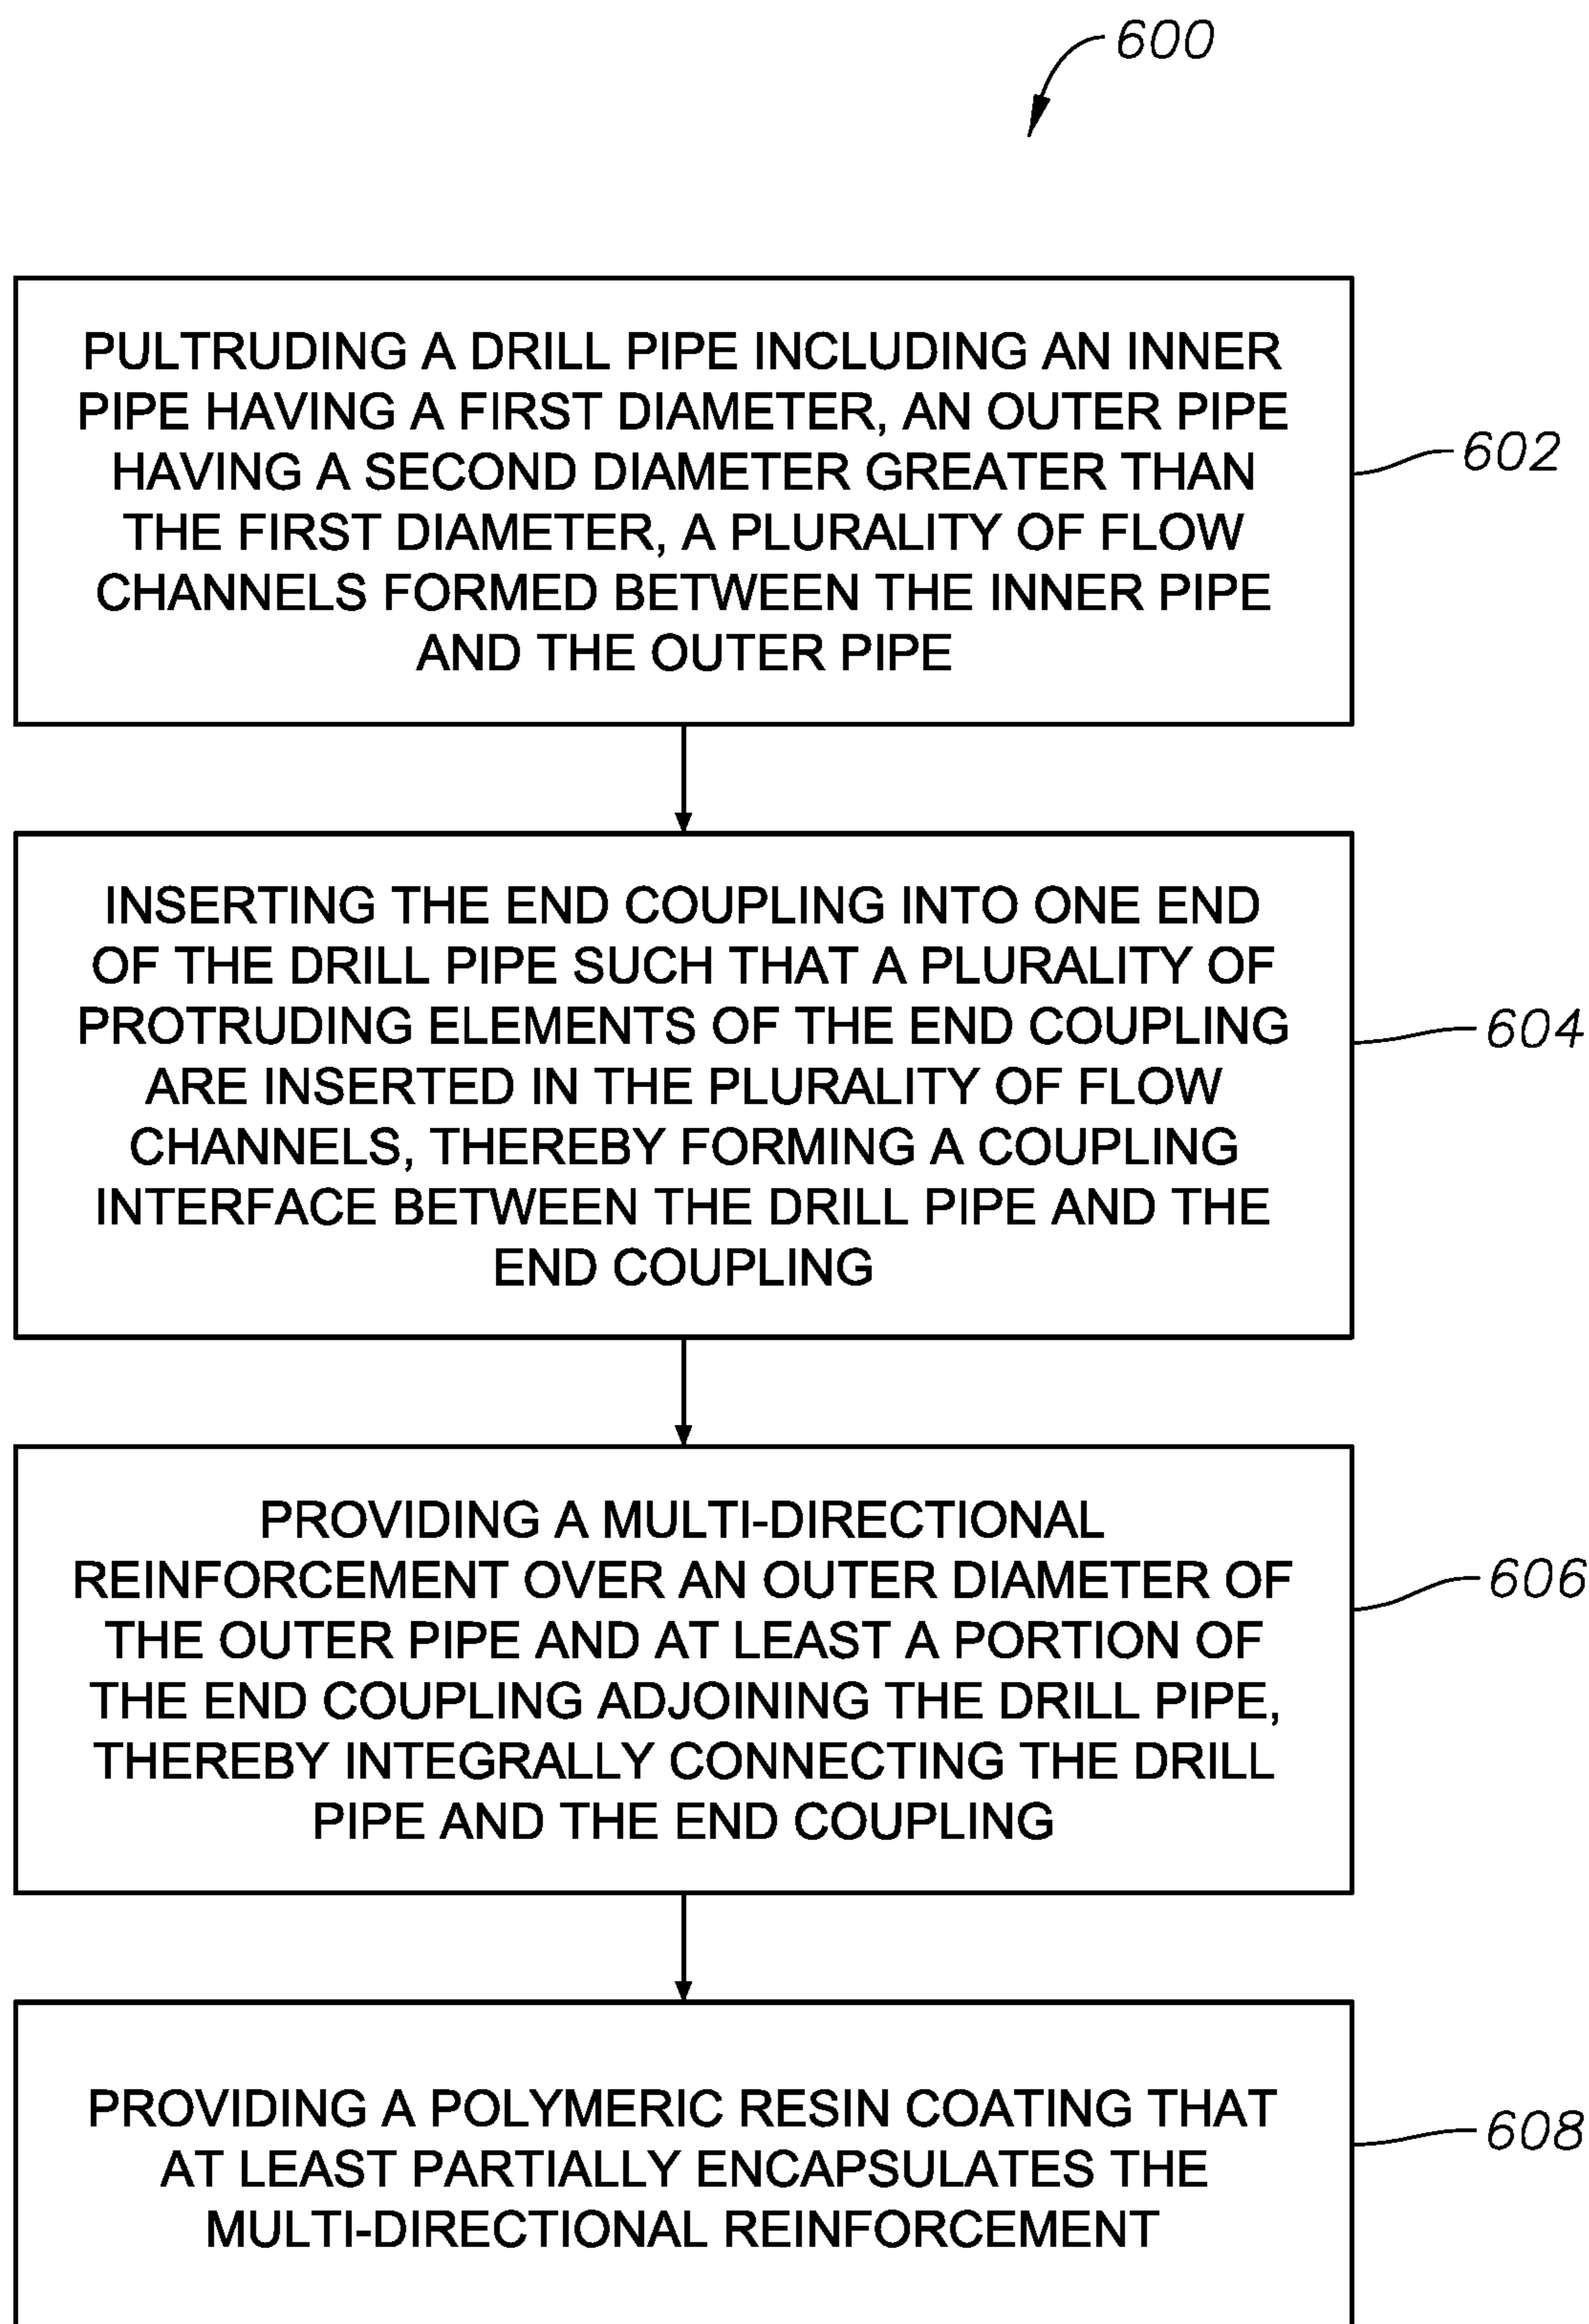 600
PULTRUDING A DRILL PIPE INCLUDING AN INNER
PIPE HAVING A FIRST DIAMETER, AN OUTER PIPE
HAVING A SECOND DIAMETER GREATER THAN
THE FIRST DIAMETER, A PLURALITY OF FLOW
CHANNELS FORMED BETWEEN THE INNER PIPE
AND THE OUTER PIPE
602
INSERTING THE END COUPLING INTO ONE END
OF THE DRILL PIPE SUCH THAT A PLURALITY OF
PROTRUDING ELEMENTS OF THE END COUPLING
ARE INSERTED IN THE PLURALITY OF FLOW
CHANNELS, THEREBY FORMING A COUPLING
INTERFACE BETWEEN THE DRILL PIPE AND THE
END COUPLING
604
PROVIDING A MULTI-DIRECTIONAL
REINFORCEMENT OVER AN OUTER DIAMETER OF
THE OUTER PIPE AND AT LEAST A PORTION OF
THE END COUPLING ADJOINING THE DRILL PIPE,
THEREBY INTEGRALLY CONNECTING THE DRILL
PIPE AND THE END COUPLING
606
PROVIDING A POLYMERIC RESIN COATING THAT
AT LEAST PARTIALLY ENCAPSULATES THE
MULTI-DIRECTIONAL REINFORCEMENT
608